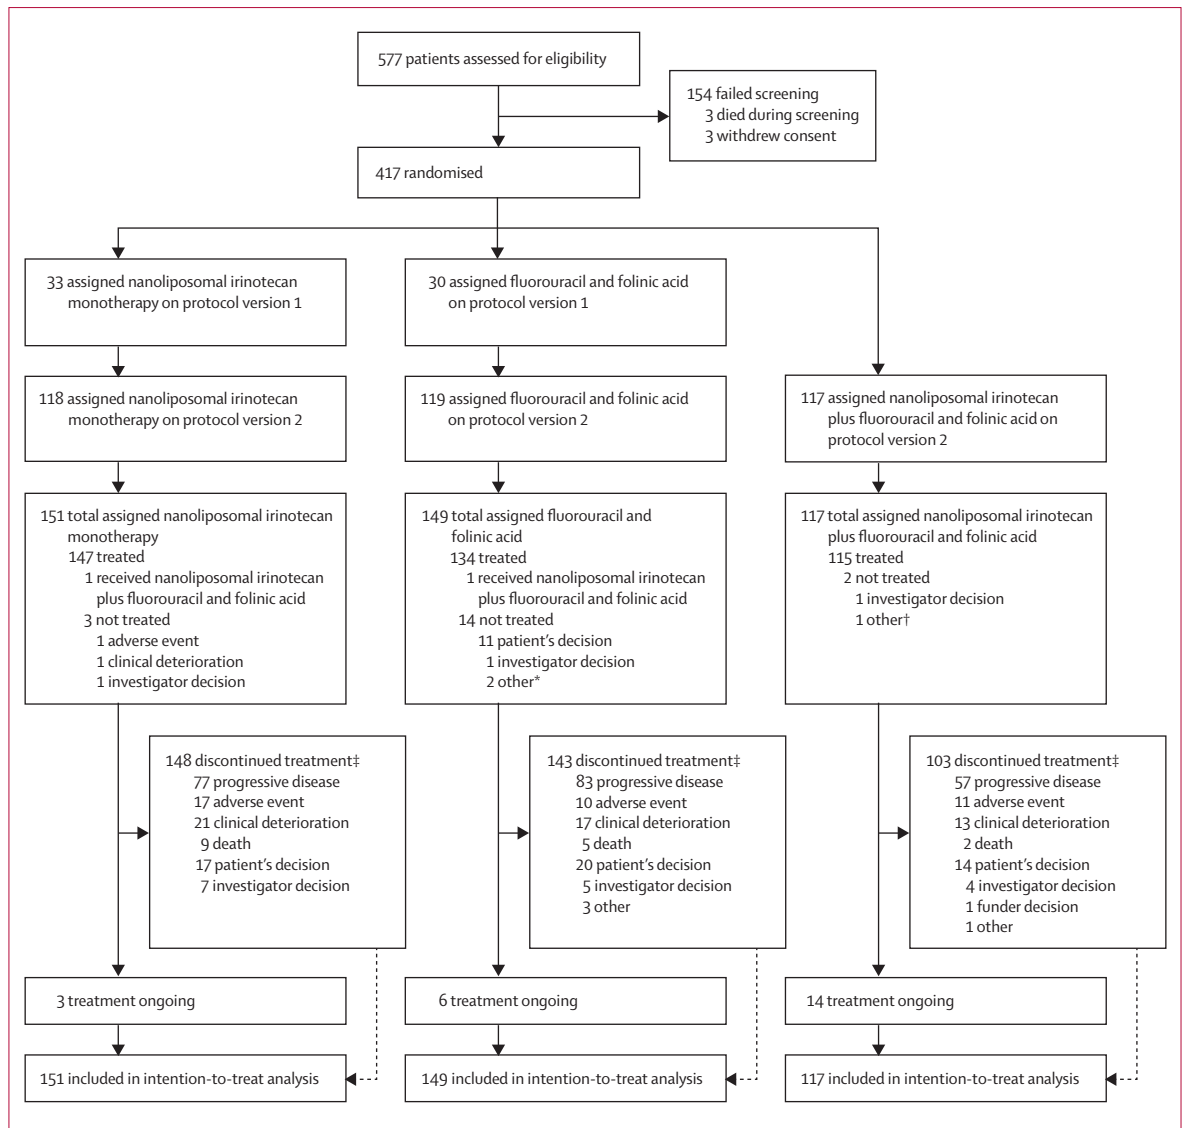 577 patients assessed for eligibility
154 failed screening
3 died during screening
3 withdrew consent
417 randomised
33 assigned nanoliposomal irinotecan
monotherapy on protocol version 1
30 assigned fluorouracil and folinic acid
on protocol version 1
118 assigned nanoliposomal irinotecan
monotherapy on protocol version 2
119 assigned fluorouracil and folinic acid
on protocol version 2
117 assigned nanoliposomal irinotecan
plus fluorouracil and folinic acid on
protocol version 2
151 total assigned nanoliposomal irinotecan
monotherapy
147 treated
1 received nanoliposomal irinotecan
plus fluorouracil and folinic acid
3 not treated
1 adverse event
1 clinical deterioration
1 investigator decision
149 total assigned fluorouracil and
folinic acid
134 treated
1 received nanoliposomal irinotecan
plus fluorouracil and folinic acid
14 not treated
11 patient's decision
1 investigator decision
2 other*
117 total assigned nanoliposomal irinotecan
plus fluorouracil and folinic acid
115 treated
2 not treated
1 investigator decision
1 other†
148 discontinued treatment‡
77 progressive disease
17 adverse event
21 clinical deterioration
9 death
17 patient's decision
7 investigator decision
143 discontinued treatment‡
83 progressive disease
10 adverse event
17 clinical deterioration
5 death
20 patient's decision
5 investigator decision
3 other
103 discontinued treatment‡
57 progressive disease
11 adverse event
13 clinical deterioration
2 death
14 patient's decision
4 investigator decision
1 funder decision
1 other
3 treatment ongoing
6 treatment ongoing
14 treatment ongoing
151 included in intention-to-treat analysis
149 included in intention-to-treat analysis
117 included in intention-to-treat analysis